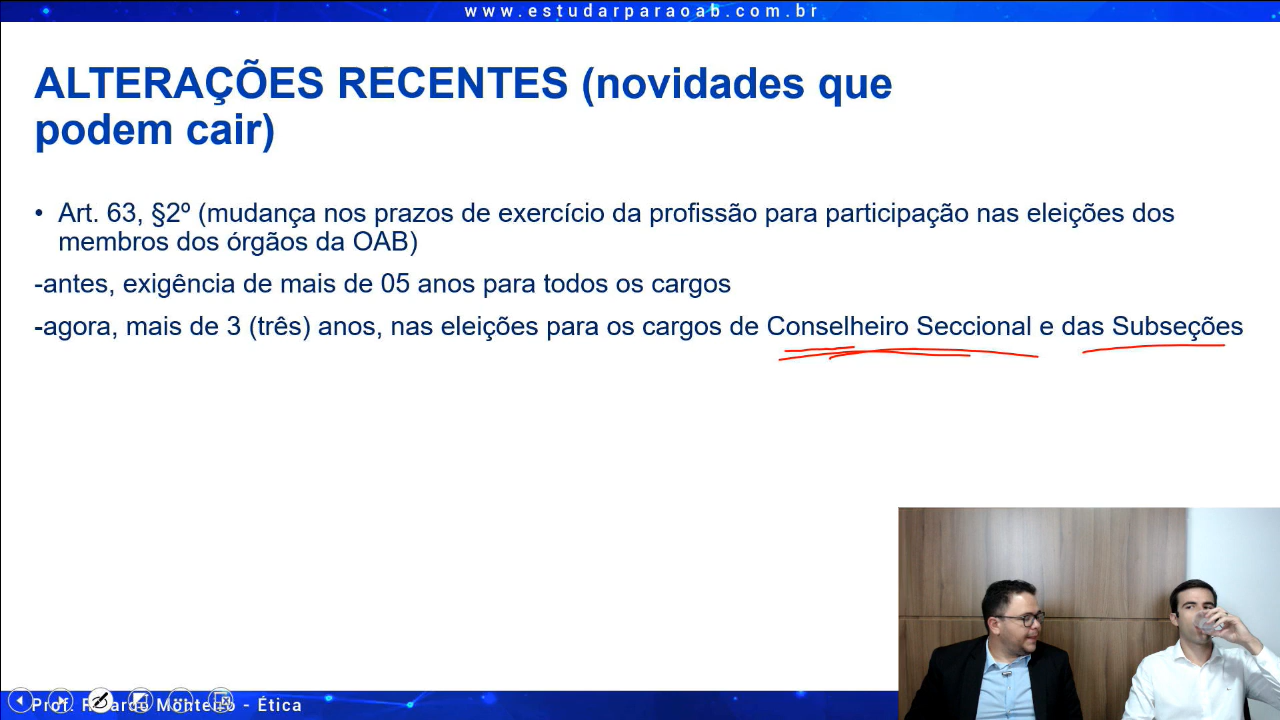 www.estudarparaoab.com.br
ALTERAÇÕES RECENTES (novidades que
podem cair)
• Art. 63, §2º (mudança nos prazos de exercício da profissão para participação nas eleições dos
membros dos órgãos da OAB)
-antes, exigência de mais de 05 anos para todos os cargos
-agora, mais de 3 (três) anos, nas eleições para os cargos de Conselheiro Seccional e das Subseções
Prof. Ricardo Monteiro - Ética